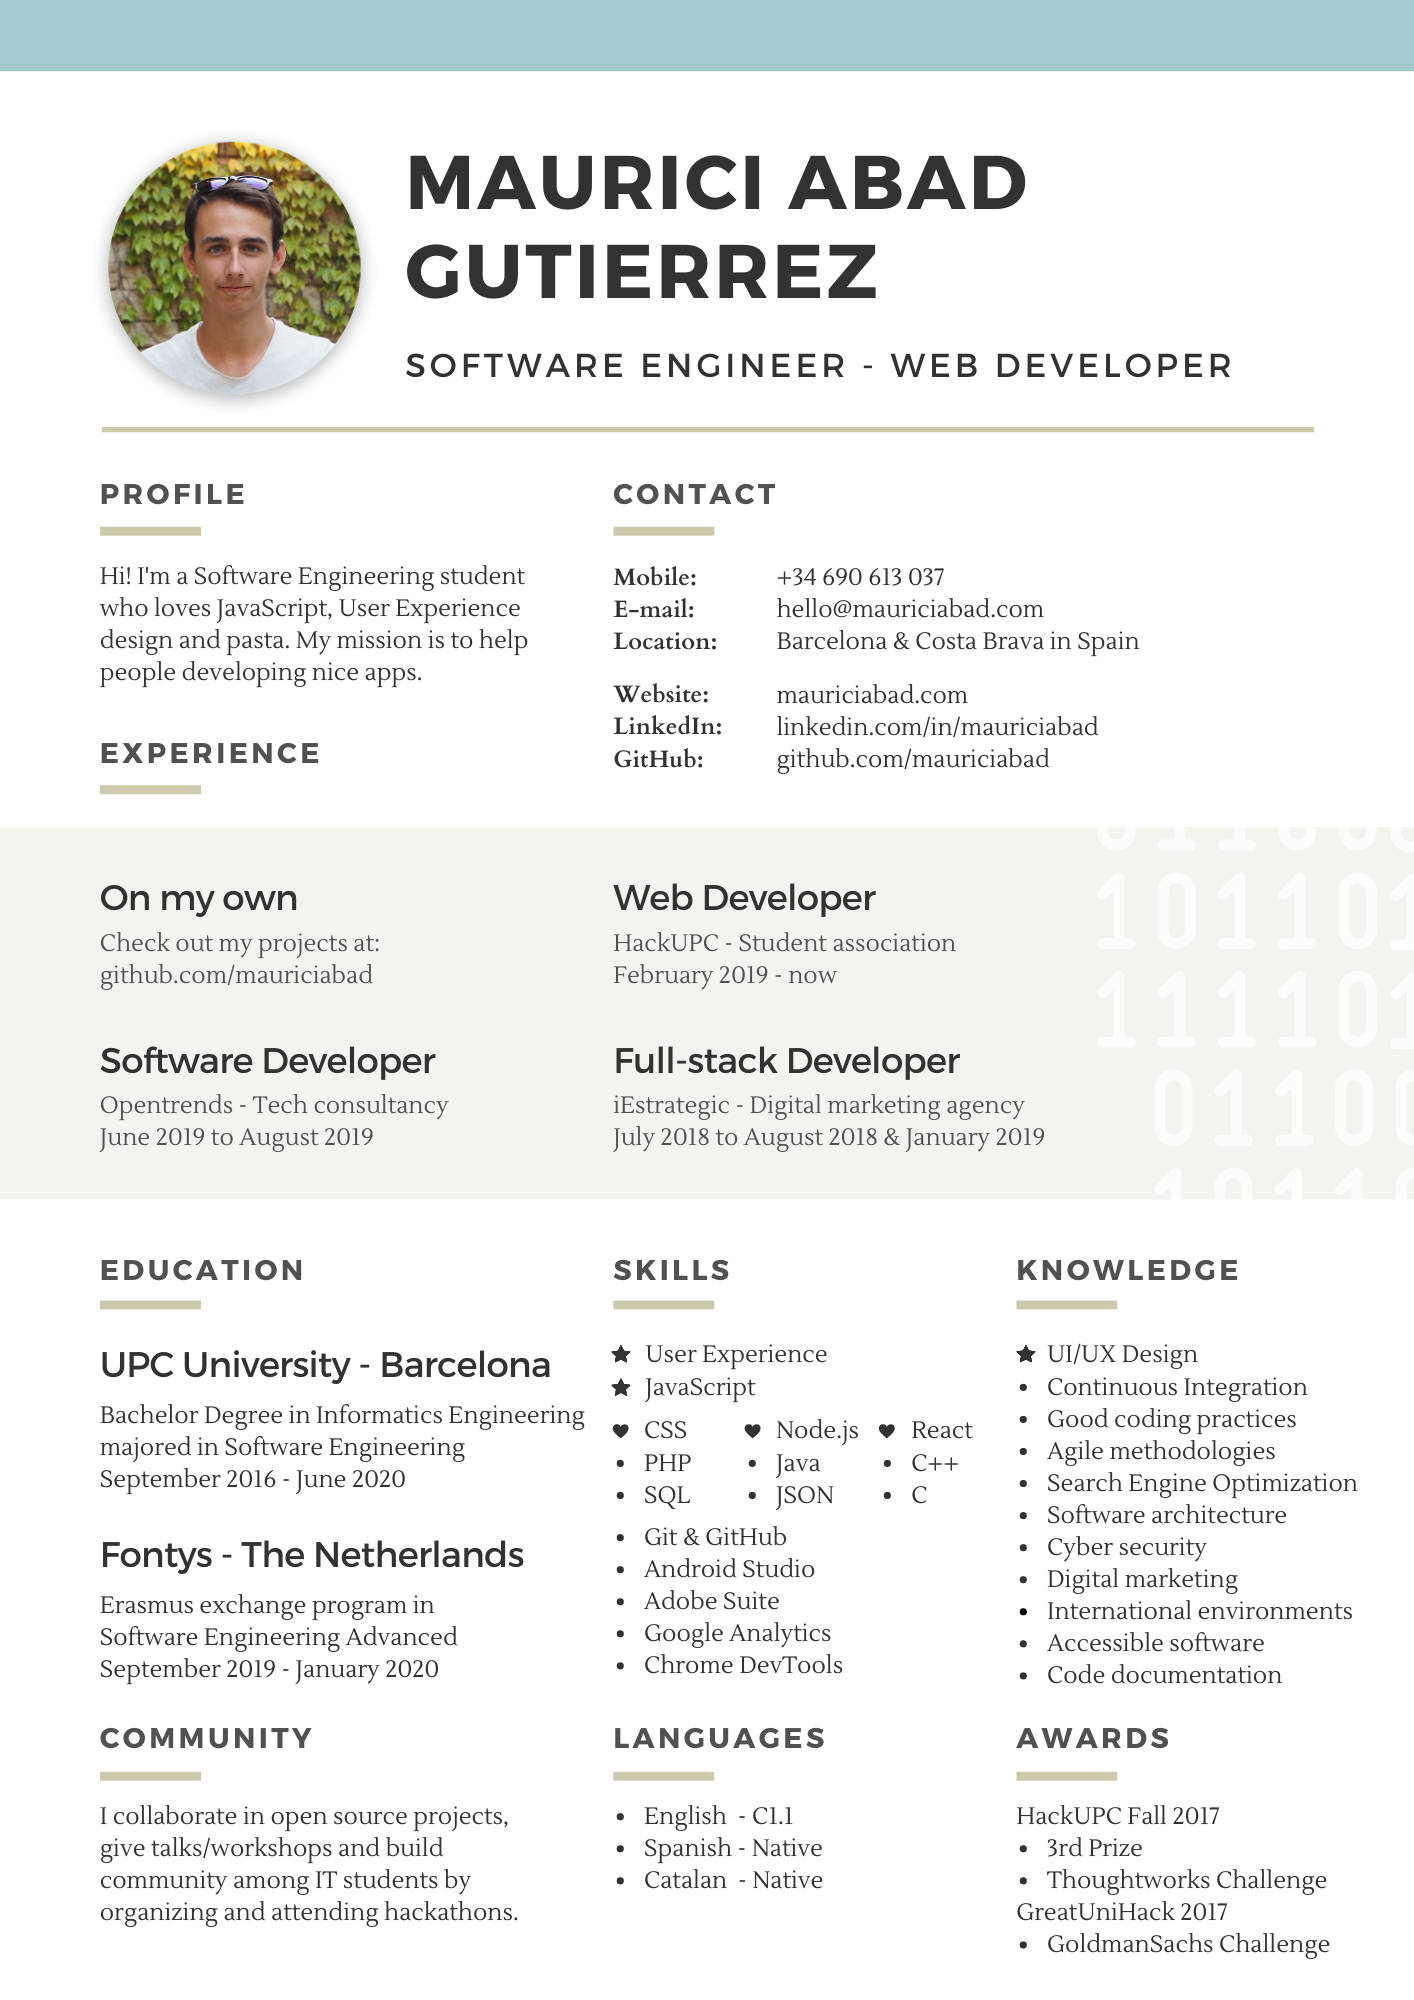 MAURICI ABAD
GUTIERREZ
SOFTWARE ENGINEER - WEB DEVELOPER
PROFILE
Hi! I'm a Software Engineering student
who loves JavaScript, User Experience
design and pasta. My mission is to help
people developing nice apps.
CONTACT
Mobile: +34 690 613 037
E-mail: hello@mauriciabad.com
Location: Barcelona & Costa Brava in Spain
Website: mauriciabad.com
LinkedIn: linkedin.com/in/mauriciabad
GitHub: github.com/mauriciabad
EXPERIENCE
On my own
Check out my projects at:
github.com/mauriciabad
Web Developer
HackUPC - Student association
February 2019 - now
Software Developer
Opentrends - Tech consultancy
June 2019 to August 2019
Full-stack Developer
iEstrategic - Digital marketing agency
July 2018 to August 2018 & January 2019
011000
101101
111101
01100
10110
EDUCATION
UPC University - Barcelona
Bachelor Degree in Informatics Engineering
majored in Software Engineering
September 2016 - June 2020
Fontys - The Netherlands
Erasmus exchange program in
Software Engineering Advanced
September 2019 - January 2020
SKILLS
★ User Experience
★ JavaScript
♥ CSS ♥ Node.js ♥ React
• PHP • Java • C++
• SQL • JSON • C
• Git & GitHub
• Android Studio
• Adobe Suite
• Google Analytics
• Chrome DevTools
KNOWLEDGE
★ UI/UX Design
• Continuous Integration
• Good coding practices
• Agile methodologies
• Search Engine Optimization
• Software architecture
• Cyber security
• Digital marketing
• International environments
• Accessible software
• Code documentation
COMMUNITY
I collaborate in open source projects,
give talks/workshops and build
community among IT students by
organizing and attending hackathons.
LANGUAGES
• English - C1.1
• Spanish - Native
• Catalan - Native
AWARDS
HackUPC Fall 2017
• 3rd Prize
• Thoughtworks Challenge
GreatUniHack 2017
• GoldmanSachs Challenge